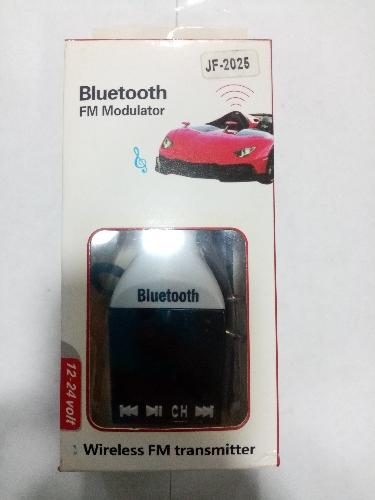 JF-2025
Bluetooth
FM Modulator
Bluetooth
CH
12-24 volt
Wireless FM transmitter